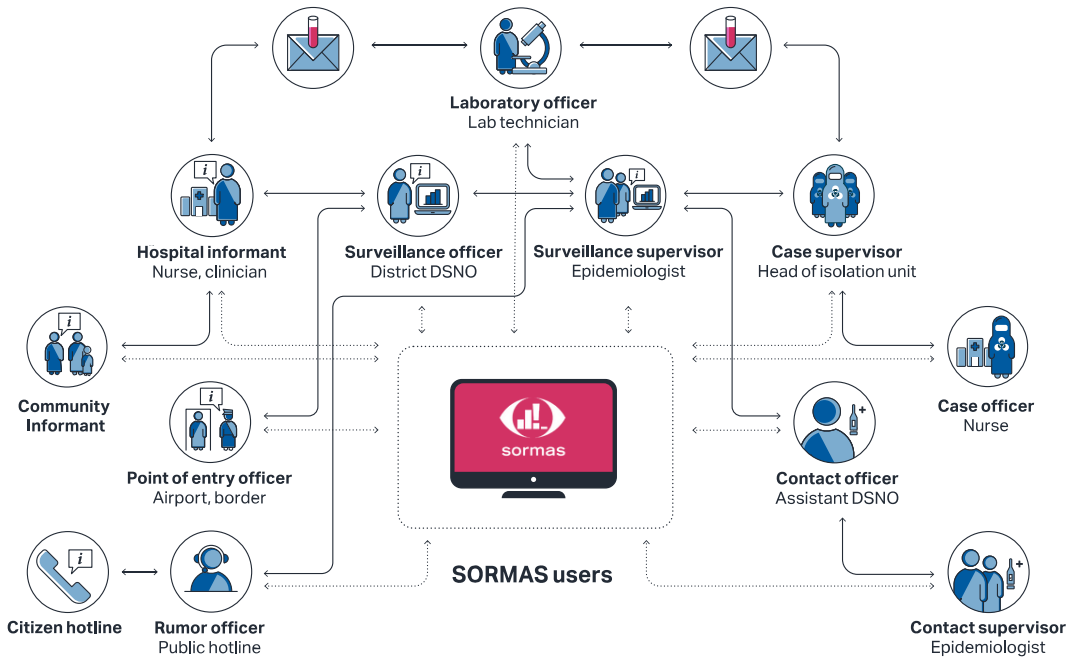 Laboratory officer
Lab technician
i
Hospital informant
Nurse, clinician
i
Surveillance officer
District DSNO
i
Surveillance supervisor
Epidemiologist
Case supervisor
Head of isolation unit
i
Community
Informant
i
Point of entry officer
Airport, border
sormas
Case officer
Nurse
Contact officer
Assistant DSNO
i
Citizen hotline
Rumor officer
Public hotline
SORMAS users
Contact supervisor
Epidemiologist